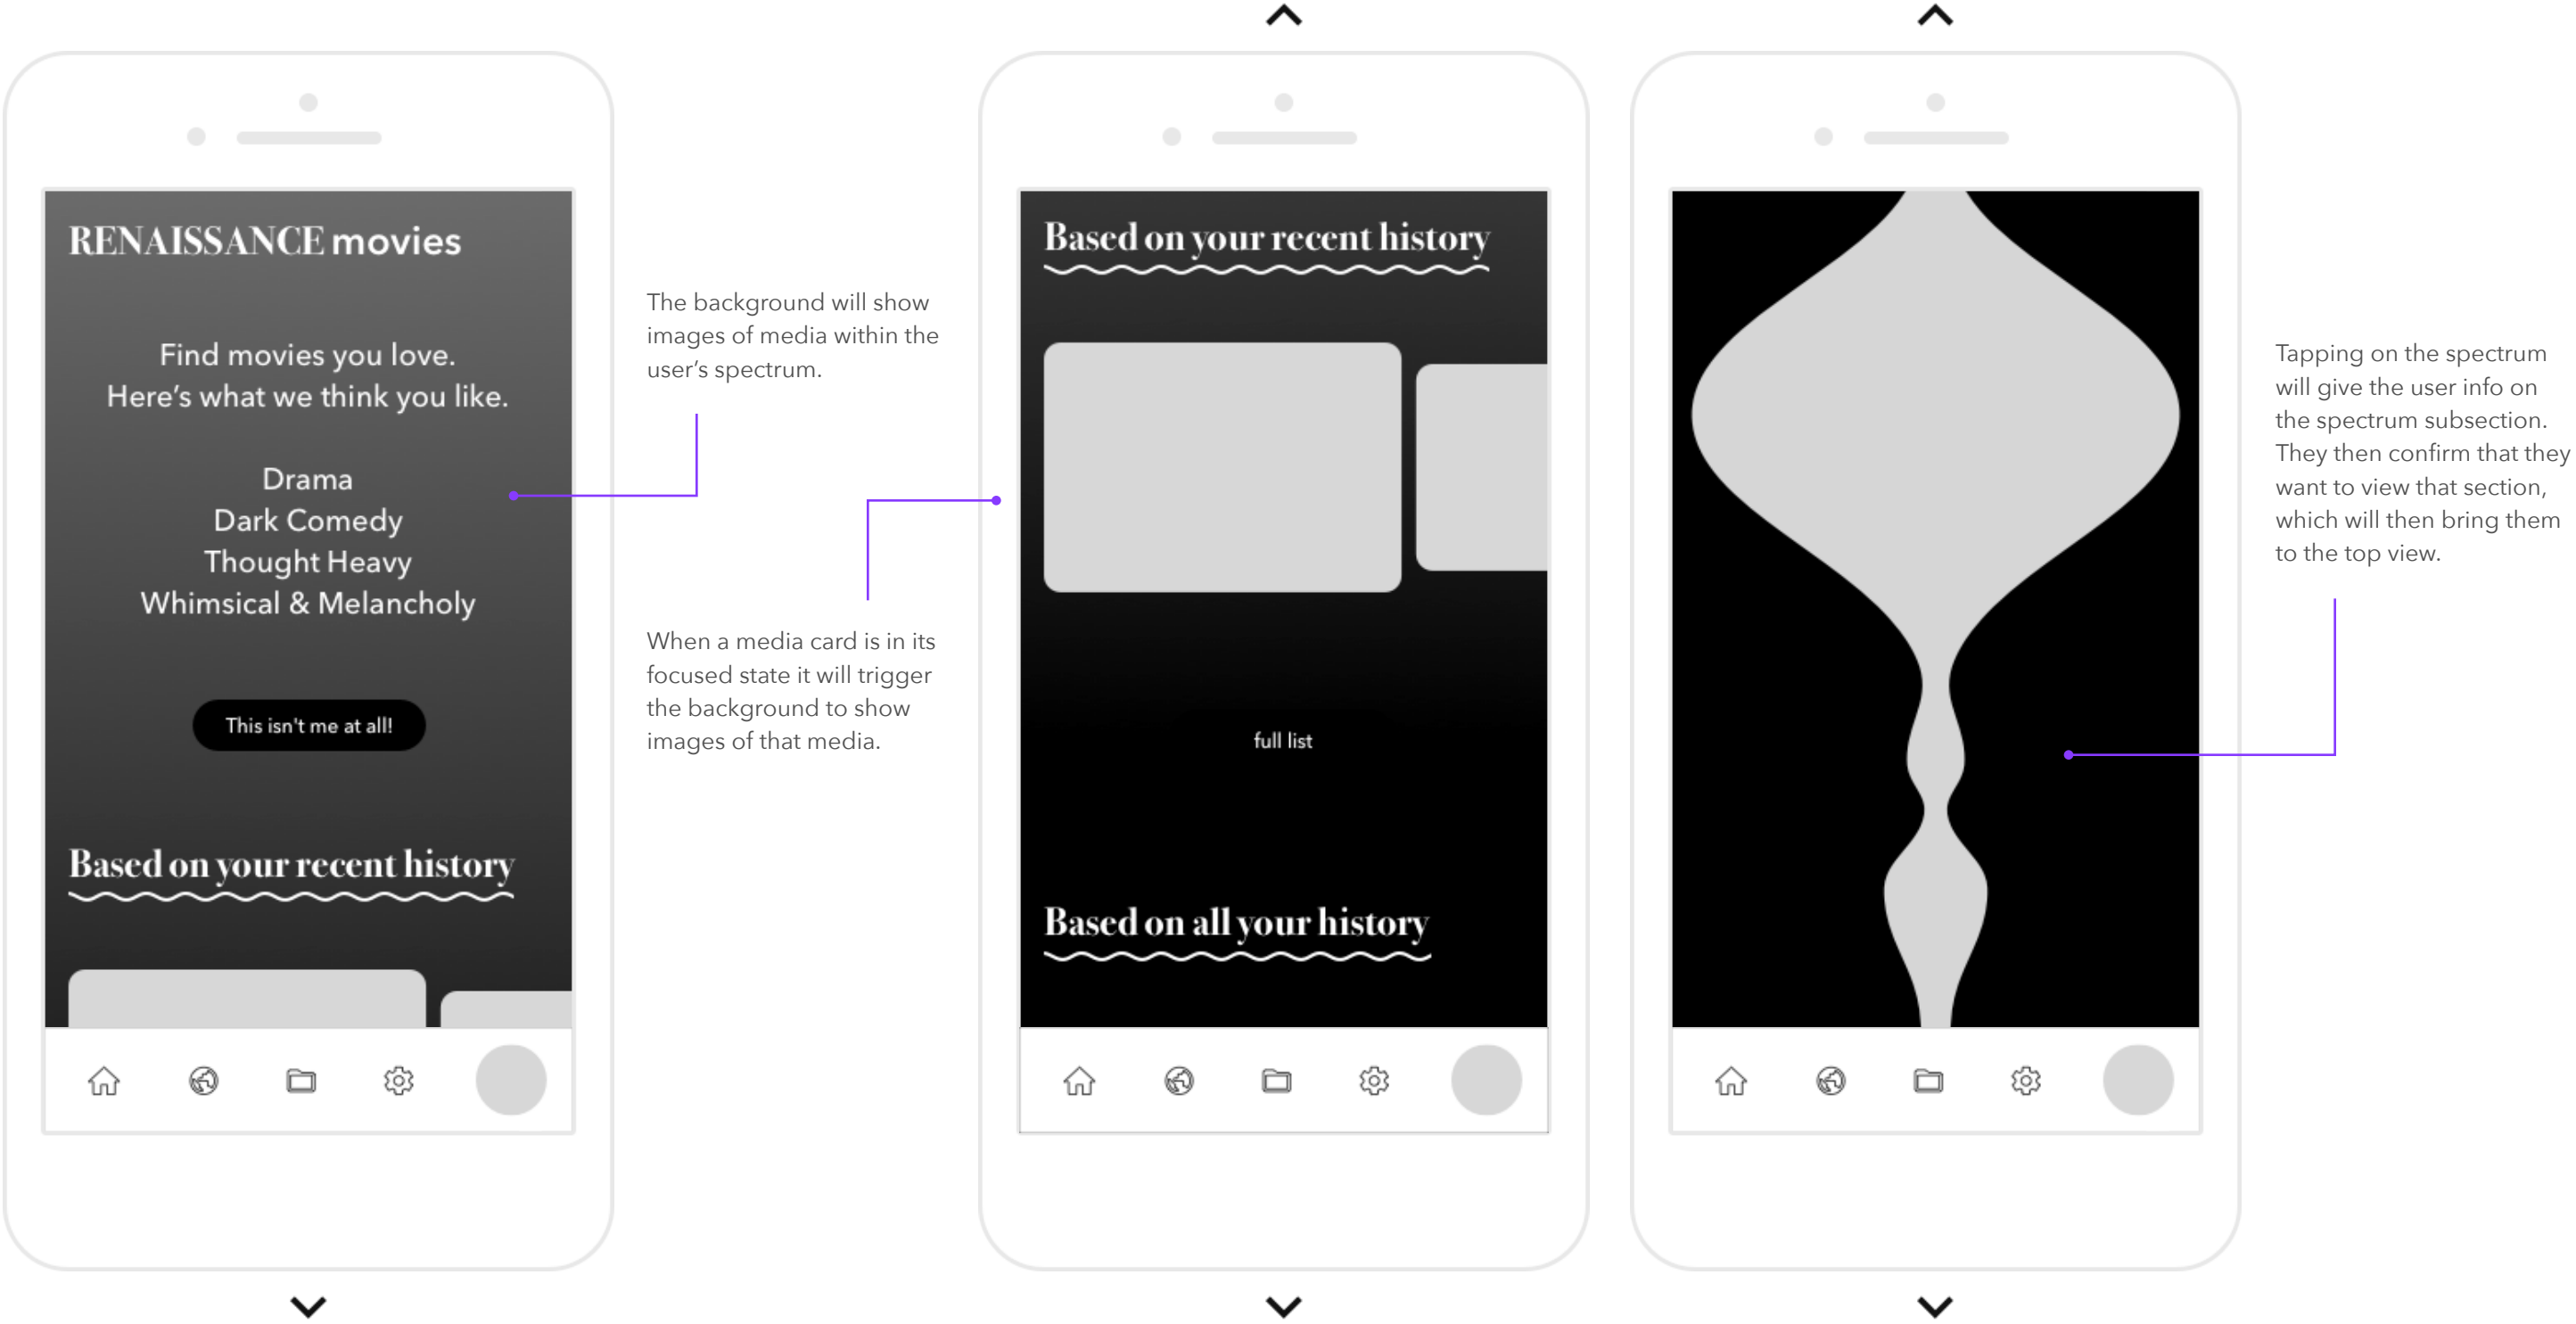 RENAISSANCE movies
Find movies you love.
Here's what we think you like.
Drama
Dark Comedy
Thought Heavy
Whimsical & Melancholy
This isn't me at all!
Based on your recent history
The background will show
images of media within the
user's spectrum.
When a media card is in its
focused state it will trigger
the background to show
images of that media.
Based on your recent history
full list
Based on all your history
Tapping on the spectrum
will give the user info on
the spectrum subsection.
They then confirm that they
want to view that section,
which will then bring them
to the top view.